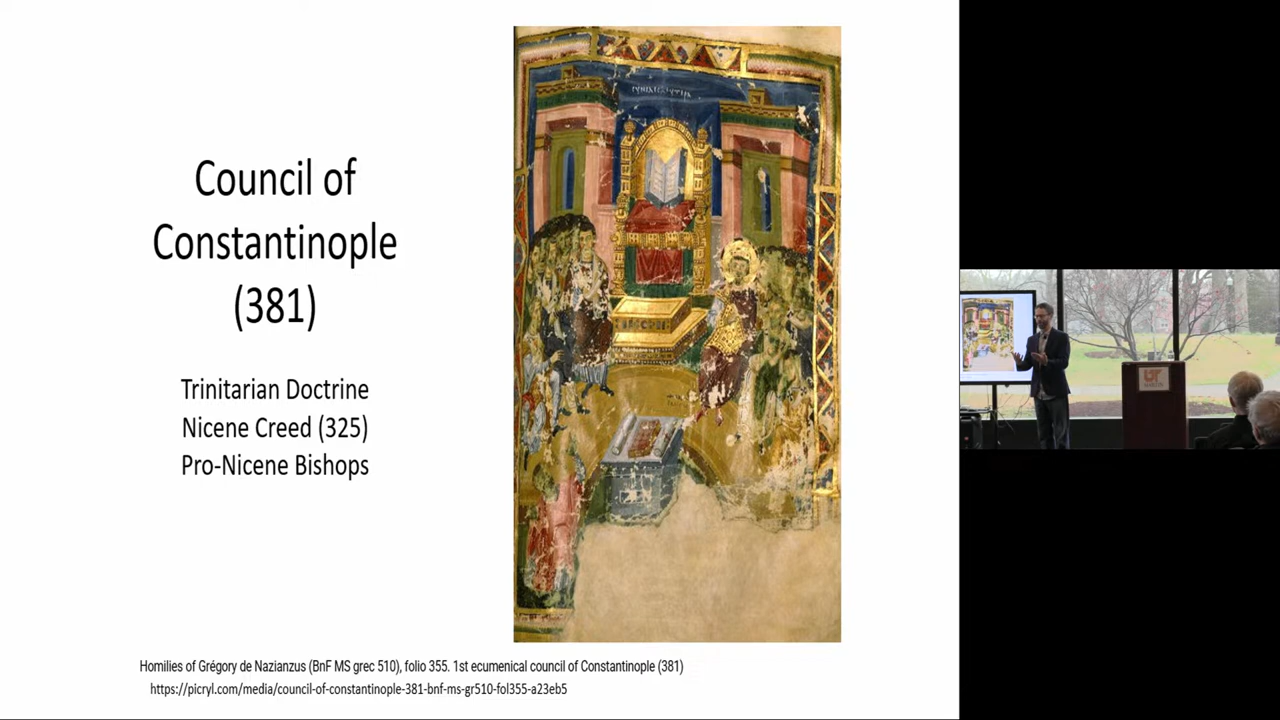 Council of
Constantinople
(381)
Trinitarian Doctrine
Nicene Creed (325)
Pro-Nicene Bishops
Homilies of Grégory de Nazianzus (BnF MS grec 510), folio 355. 1st ecumenical council of Constantinople (381)
https://picryl.com/media/council-of-constantinople-381-bnf-ms-gr510-fol355-a23eb5
UT